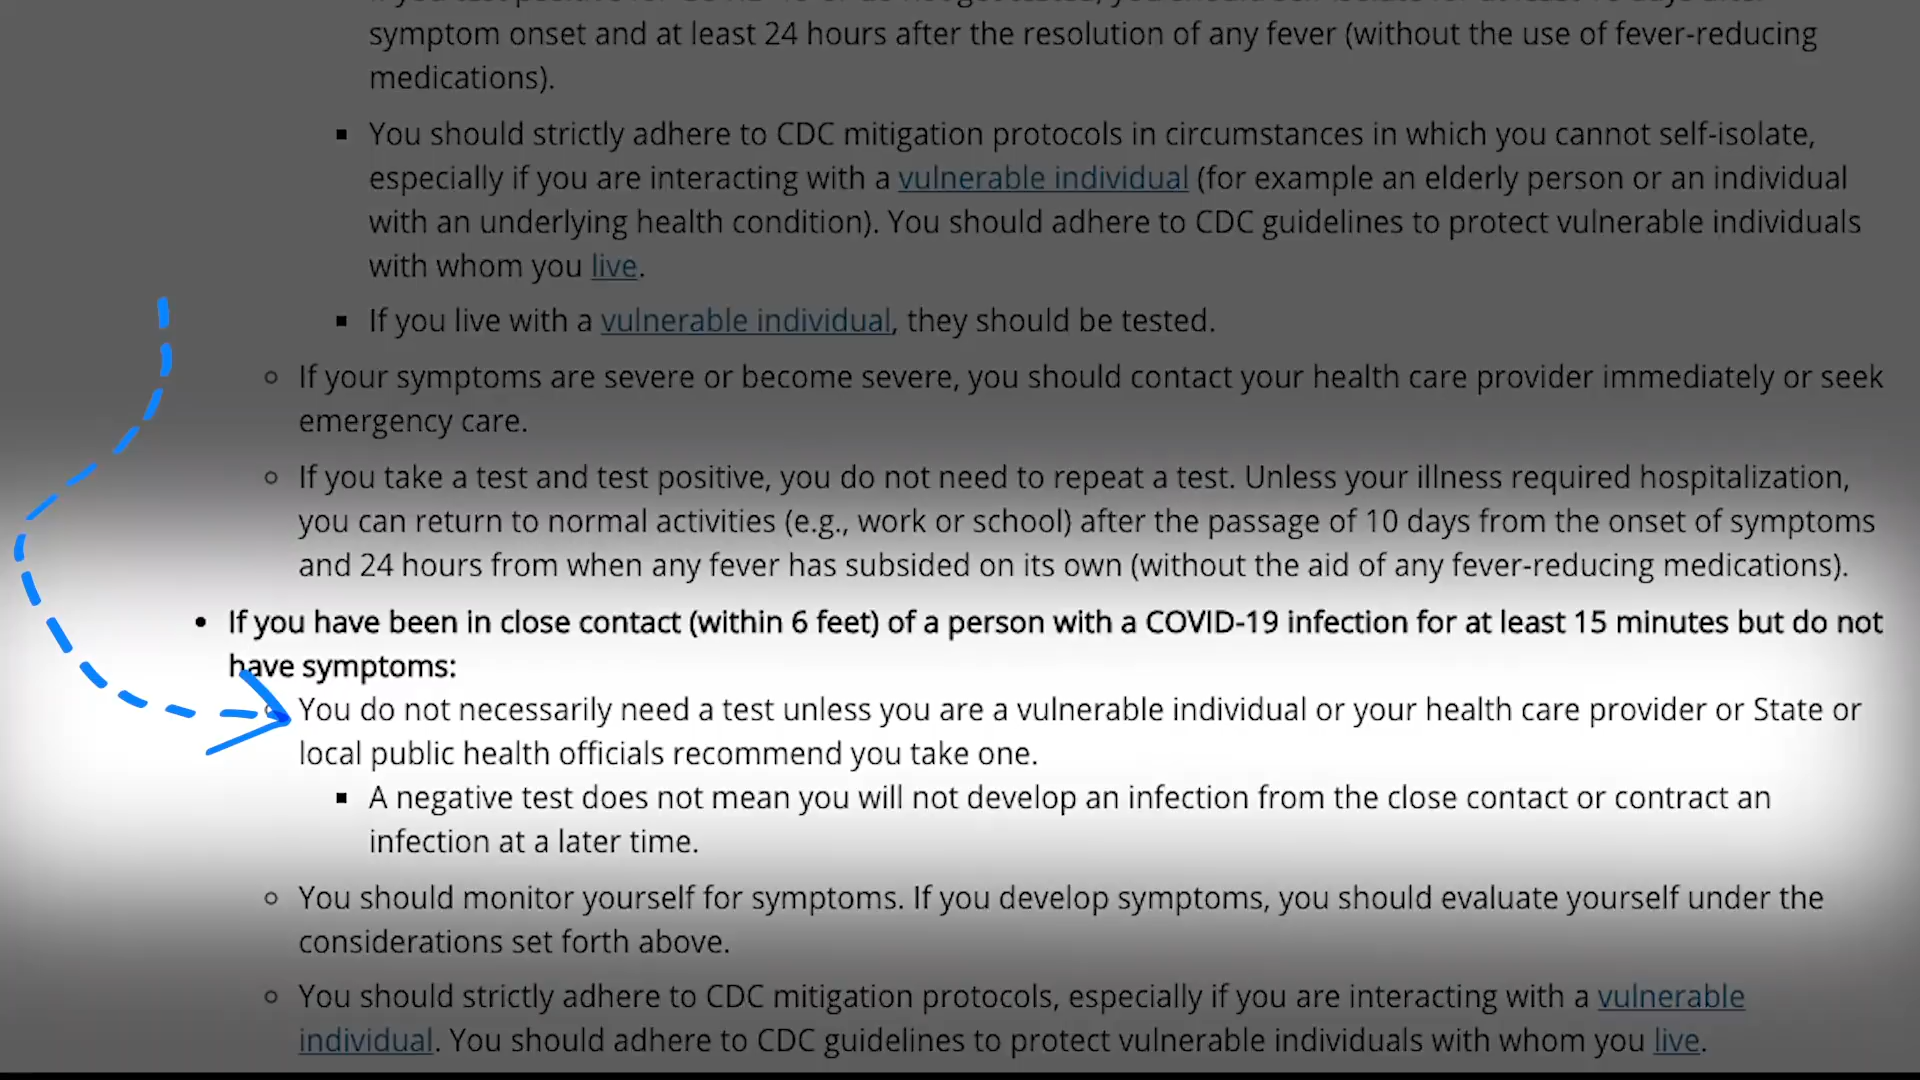 symptom onset and at least 24 hours after the resolution of any fever (without the use of fever-reducing
medications).
You should strictly adhere to CDC mitigation protocols in circumstances in which you cannot self-isolate,
especially if you are interacting with a vulnerable individual (for example an elderly person or an individual
with an underlying health condition). You should adhere to CDC guidelines to protect vulnerable individuals
with whom you live.
If you live with a vulnerable individual, they should be tested.
If your symptoms are severe or become severe, you should contact your health care provider immediately or seek
emergency care.
If you take a test and test positive, you do not need to repeat a test. Unless your illness required hospitalization,
you can return to normal activities (e.g., work or school) after the passage of 10 days from the onset of symptoms
and 24 hours from when any fever has subsided on its own (without the aid of any fever-reducing medications).
If you have been in close contact (within 6 feet) of a person with a COVID-19 infection for at least 15 minutes but do not
have symptoms:
You do not necessarily need a test unless you are a vulnerable individual or your health care provider or State or
local public health officials recommend you take one.
A negative test does not mean you will not develop an infection from the close contact or contract an
infection at a later time.
You should monitor yourself for symptoms. If you develop symptoms, you should evaluate yourself under the
considerations set forth above.
You should strictly adhere to CDC mitigation protocols, especially if you are interacting with a vulnerable
individual. You should adhere to CDC guidelines to protect vulnerable individuals with whom you live.